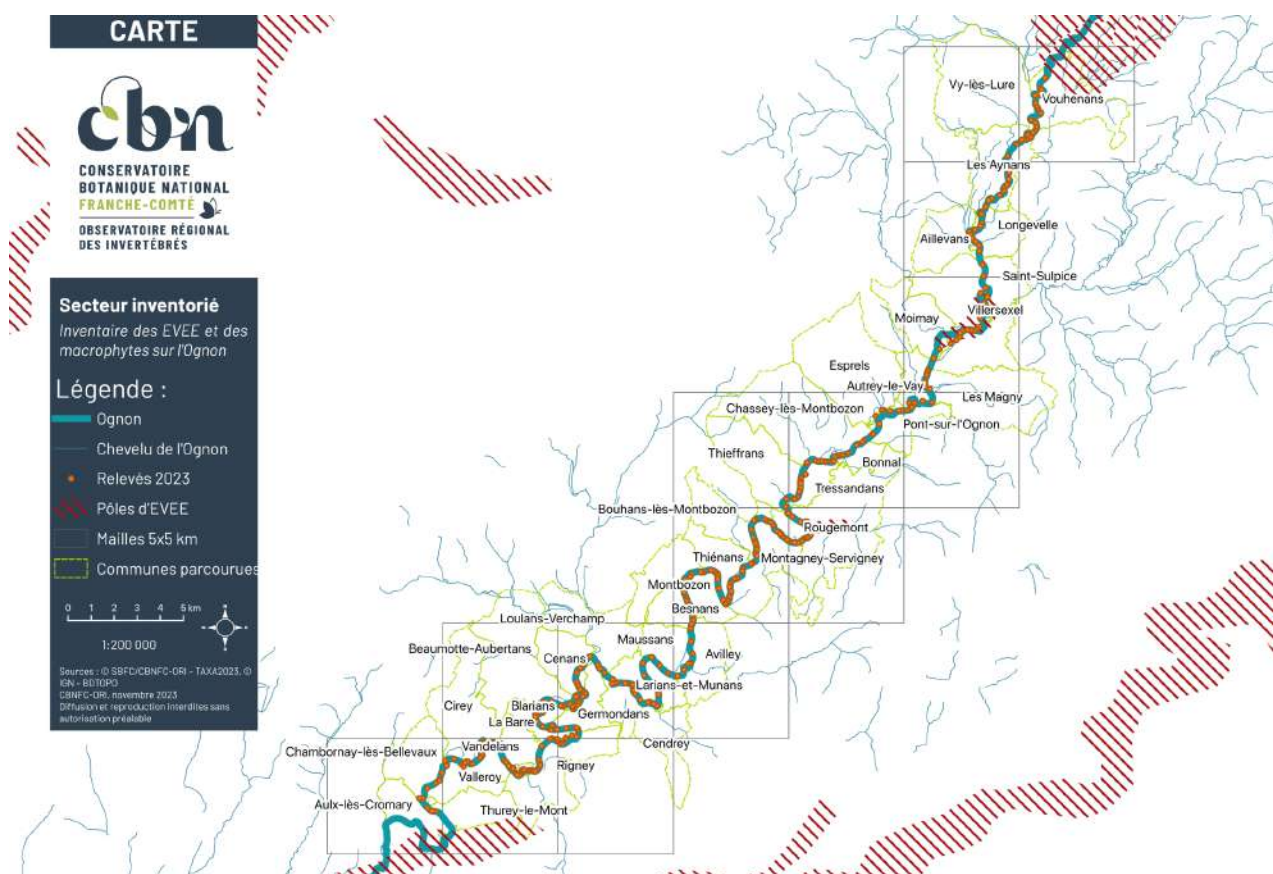 CARTE
cbn
CONSERVATOIRE
BOTANIQUE NATIONAL
FRANCHE-COMTÉ
OBSERVATOIRE RÉGIONAL
DES INVERTÉBRÉS
Secteur inventorié
Inventaire des EVEE et des
macrophytes sur l'Ognon
Légende :
Ognon
Chevelu de l'Ognon
Relevés 2023
Pôles d'EVEE
Mailles 5x5 km
Communes parcourues
0 1 2 3 4 5 km
1:200 000
Sources : © SBFC/CBNFC-ORI - TAXA2023, ©
IGN - BDTOPO
CBNFC-ORI, novembre 2023
Diffusion et reproduction interdites sans
autorisation préalable
Vy-lès-Lure
Vouhenans
Les Aynans
Longevelle
Aillevans
Saint-Sulpice
Villersexel
Moimay
Esprels
Autrey-le-Vay
Les Magny
Chassey-lès-Montbozon
Pont-sur-l'Ognon
Thieffrans
Bonnal
Tressandans
Bouhans-lès-Montbozon
Rougemont
Thiénans
Montagney-Servigney
Montbozon
Besnans
Loulans-Verchamp
Maussans
Beaumotte-Aubertans
Avilley
Cenans
Larians-et-Munans
Cirey
Blarians
Germondans
La Barre
Cendrey
Vandelans
Chambornay-lès-Bellevaux
Rigney
Valleroy
Aulx-lès-Cromary
Thurey-le-Mont